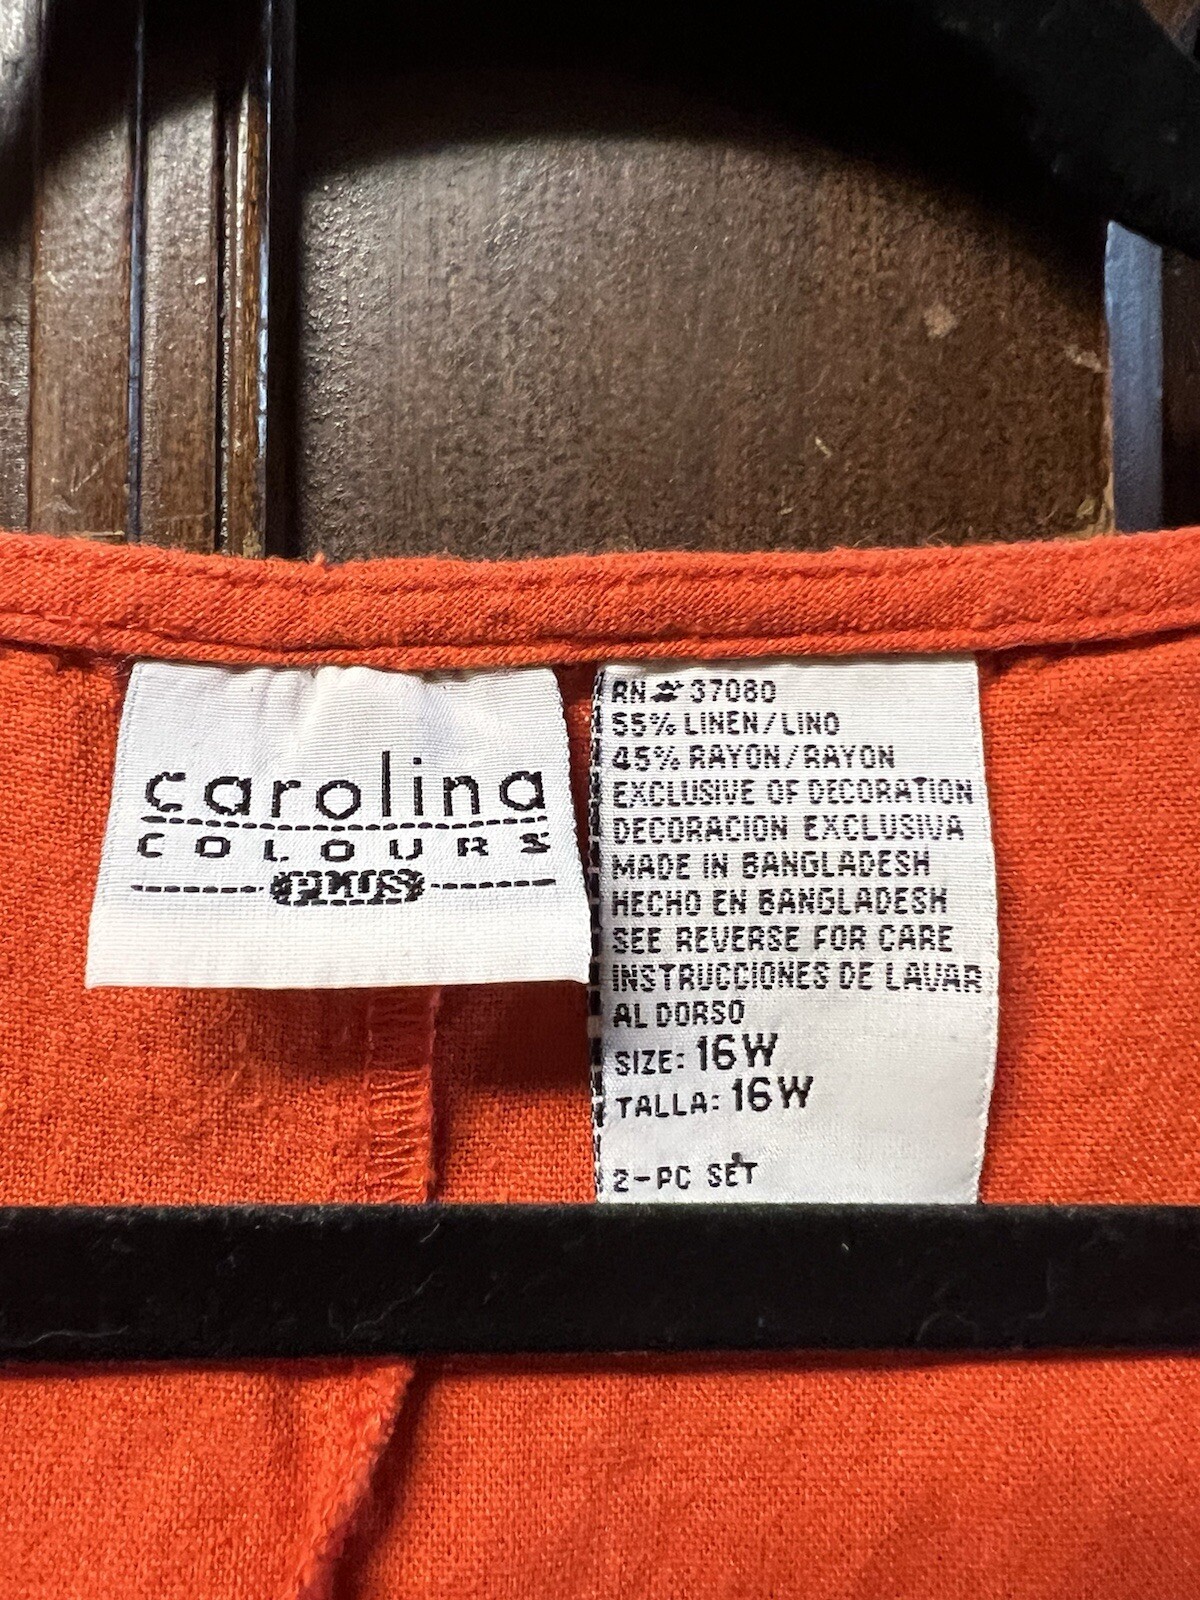 carolina
COLOURS
PLUS
RN# 37080
55% LINEN/LINO
45% RAYON/RAYON
EXCLUSIVE OF DECORATION
DECORACION EXCLUSIVA
MADE IN BANGLADESH
HECHO EN BANGLADESH
SEE REVERSE FOR CARE
INSTRUCCIONES DE LAVAR
AL DORSO
SIZE: 16W
TALLA: 16W
2-PC SET